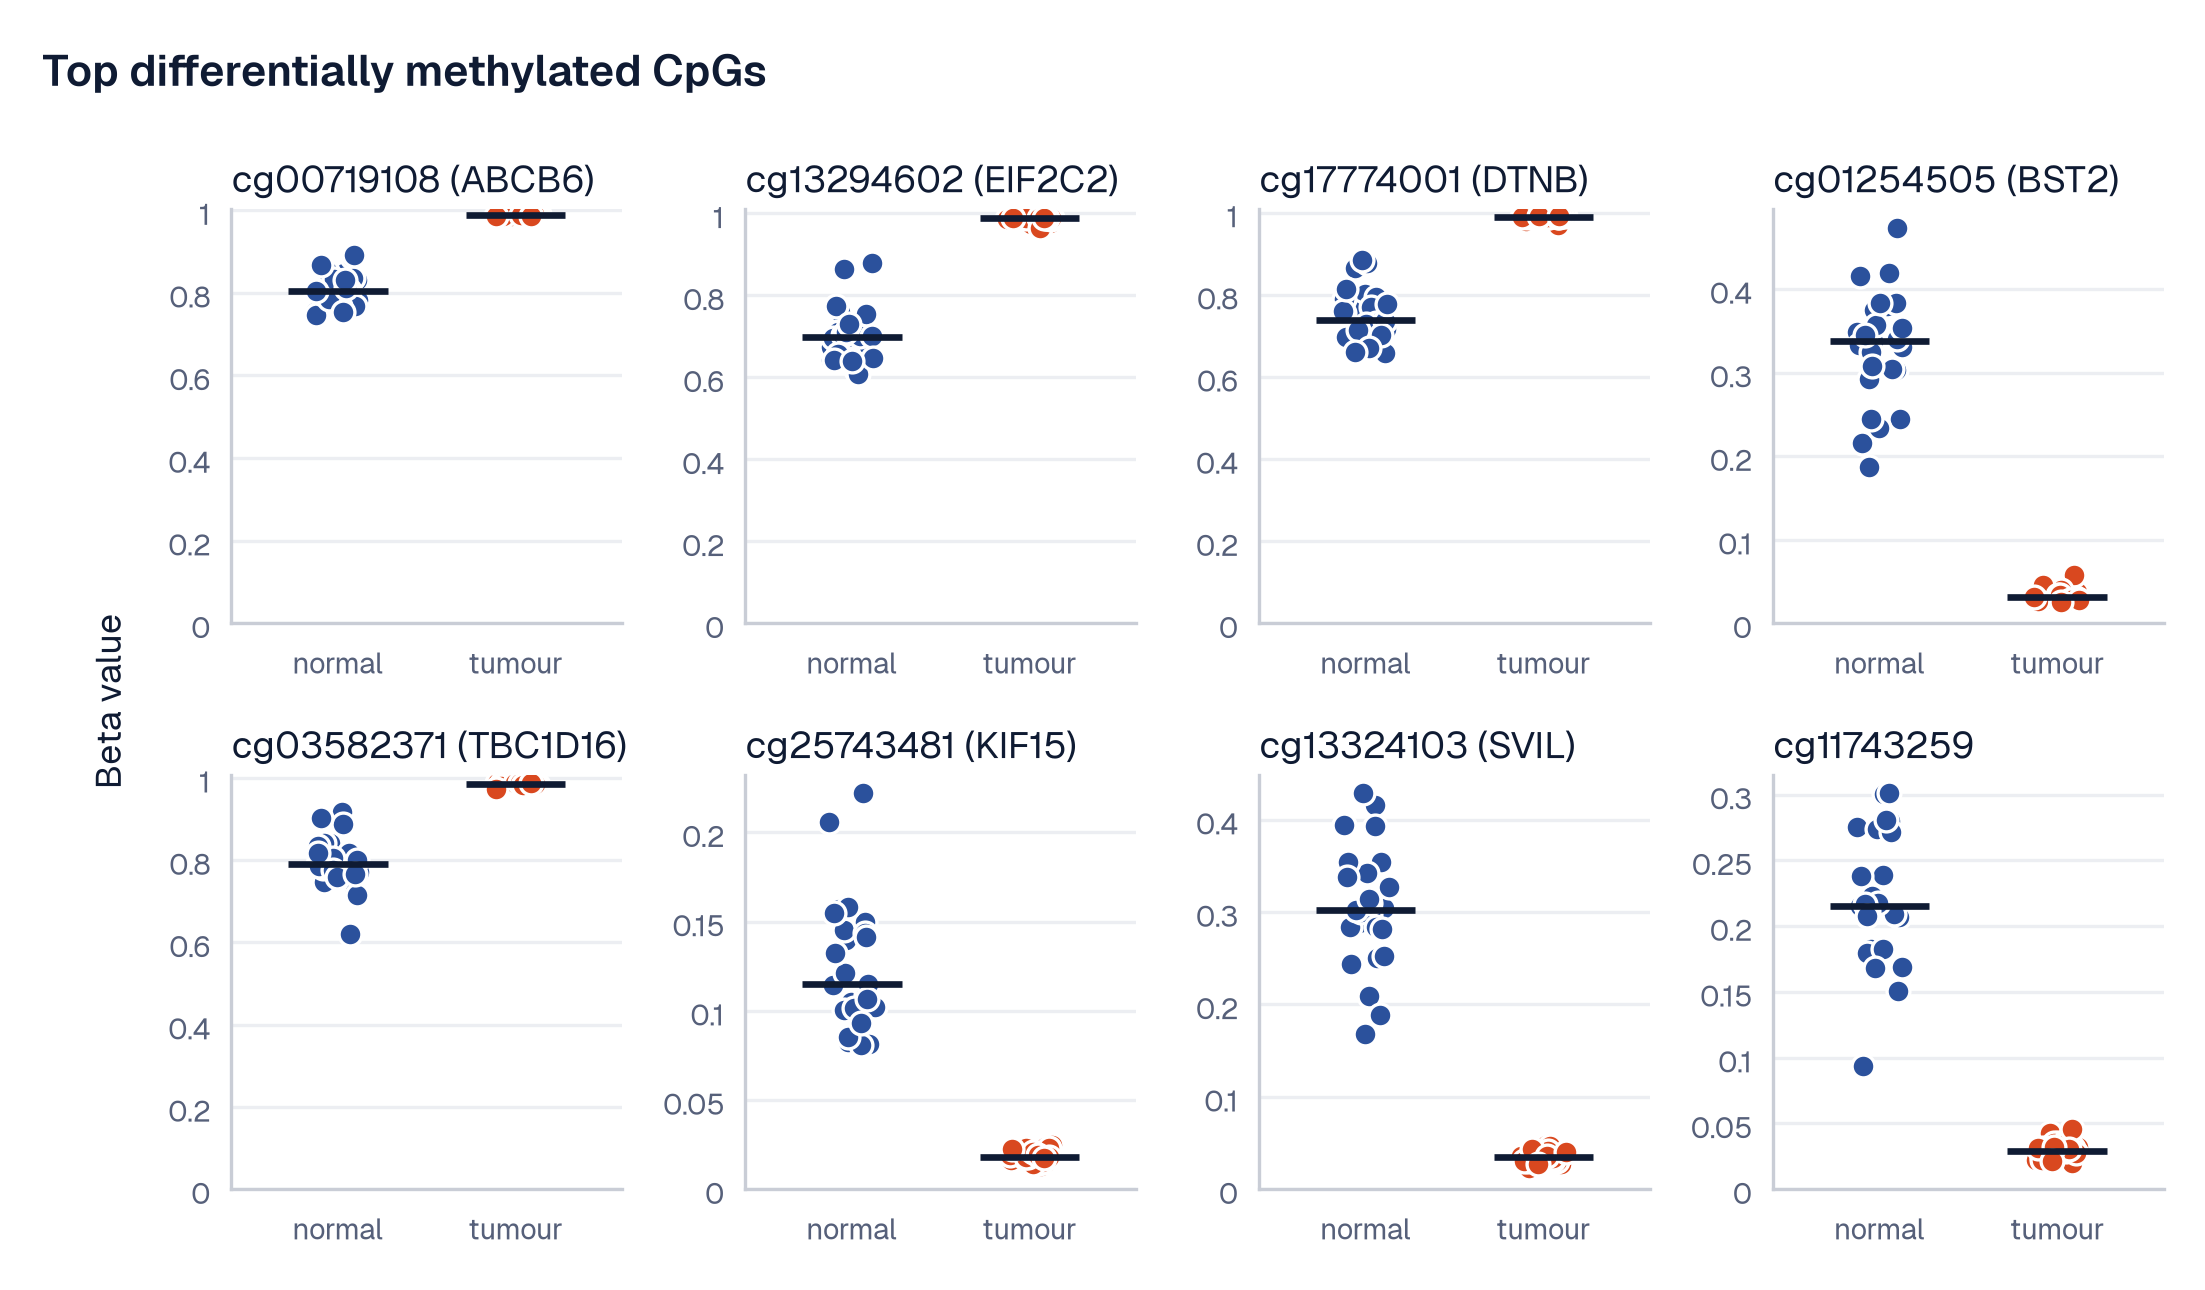 Top differentially methylated CpGs
Beta value
cg00719108 (ABCB6)
1
0.8
0.6
0.4
0.2
0
normal
tumour
cg13294602 (EIF2C2)
1
0.8
0.6
0.4
0.2
0
normal
tumour
cg17774001 (DTNB)
1
0.8
0.6
0.4
0.2
0
normal
tumour
cg01254505 (BST2)
0.4
0.3
0.2
0.1
0
normal
tumour
cg03582371 (TBC1D16)
1
0.8
0.6
0.4
0.2
0
normal
tumour
cg25743481 (KIF15)
0.2
0.15
0.1
0.05
0
normal
tumour
cg13324103 (SVIL)
0.4
0.3
0.2
0.1
0
normal
tumour
cg11743259
0.3
0.25
0.2
0.15
0.1
0.05
0
normal
tumour